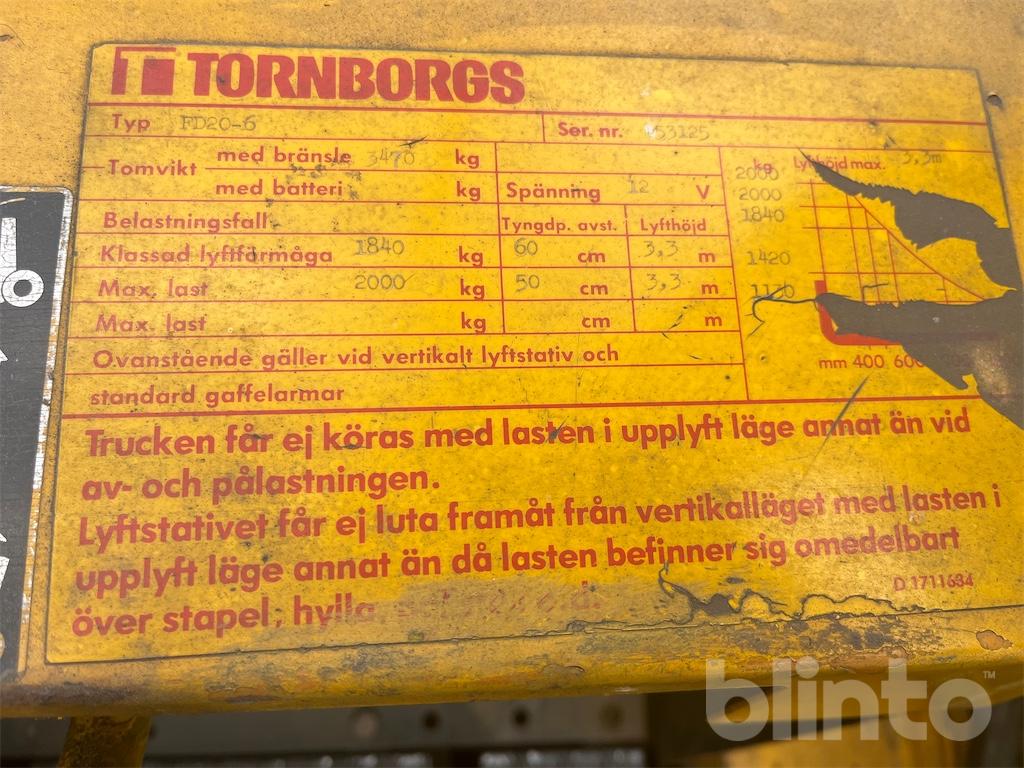 TORNBORGS
Typ FD20-6 Ser. nr. 53125
Tomvikt med bränsle 3470 kg
med batteri kg Spänning 12 V
Belastningsfall Tyngdp. avst. Lyfthöjd
Klassad lyftförmåga 1840 kg 60 cm 3,3 m
Max. last 2000 kg 50 cm 3,3 m
Max. last kg cm m
Ovanstående gäller vid vertikalt lyftstativ och
standard gaffelarmar
kg Lyfthöjd max. 3,3m
2000
2000
1840
1420
mm 400 600
Trucken får ej köras med lasten i upplyft läge annat än vid
av- och pålastningen.
Lyftstativet får ej luta framåt från vertikalläget med lasten i
upplyft läge annat än då lasten befinner sig omedelbart
över stapel, hylla
D 1711634
blinto™